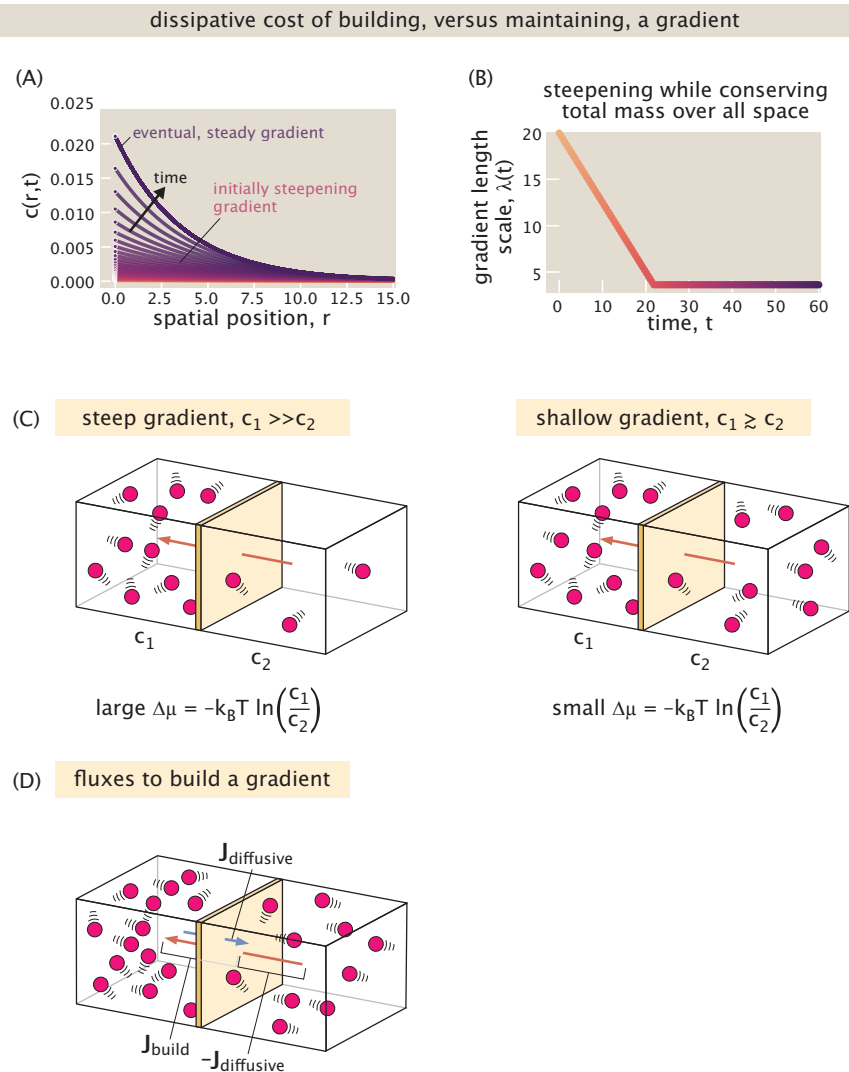 dissipative cost of building, versus maintaining, a gradient
(A)
0.025
0.020
0.015
0.010
0.005
0.000
c(r,t)
eventual, steady gradient
time
initially steepening
gradient
0.0
2.5
5.0
7.5
10.0
12.5
15.0
spatial position, r
(B)
steepening while conserving
total mass over all space
20
15
10
5
gradient length
scale, λ(t)
0
10
20
30
40
50
60
time, t
(C)
steep gradient, c1 >>c2
c1
c2
large Δμ = –kBT ln(c1/c2)
shallow gradient, c1 ≳ c2
c1
c2
small Δμ = –kBT ln(c1/c2)
(D)
fluxes to build a gradient
Jdiffusive
Jbuild
–Jdiffusive